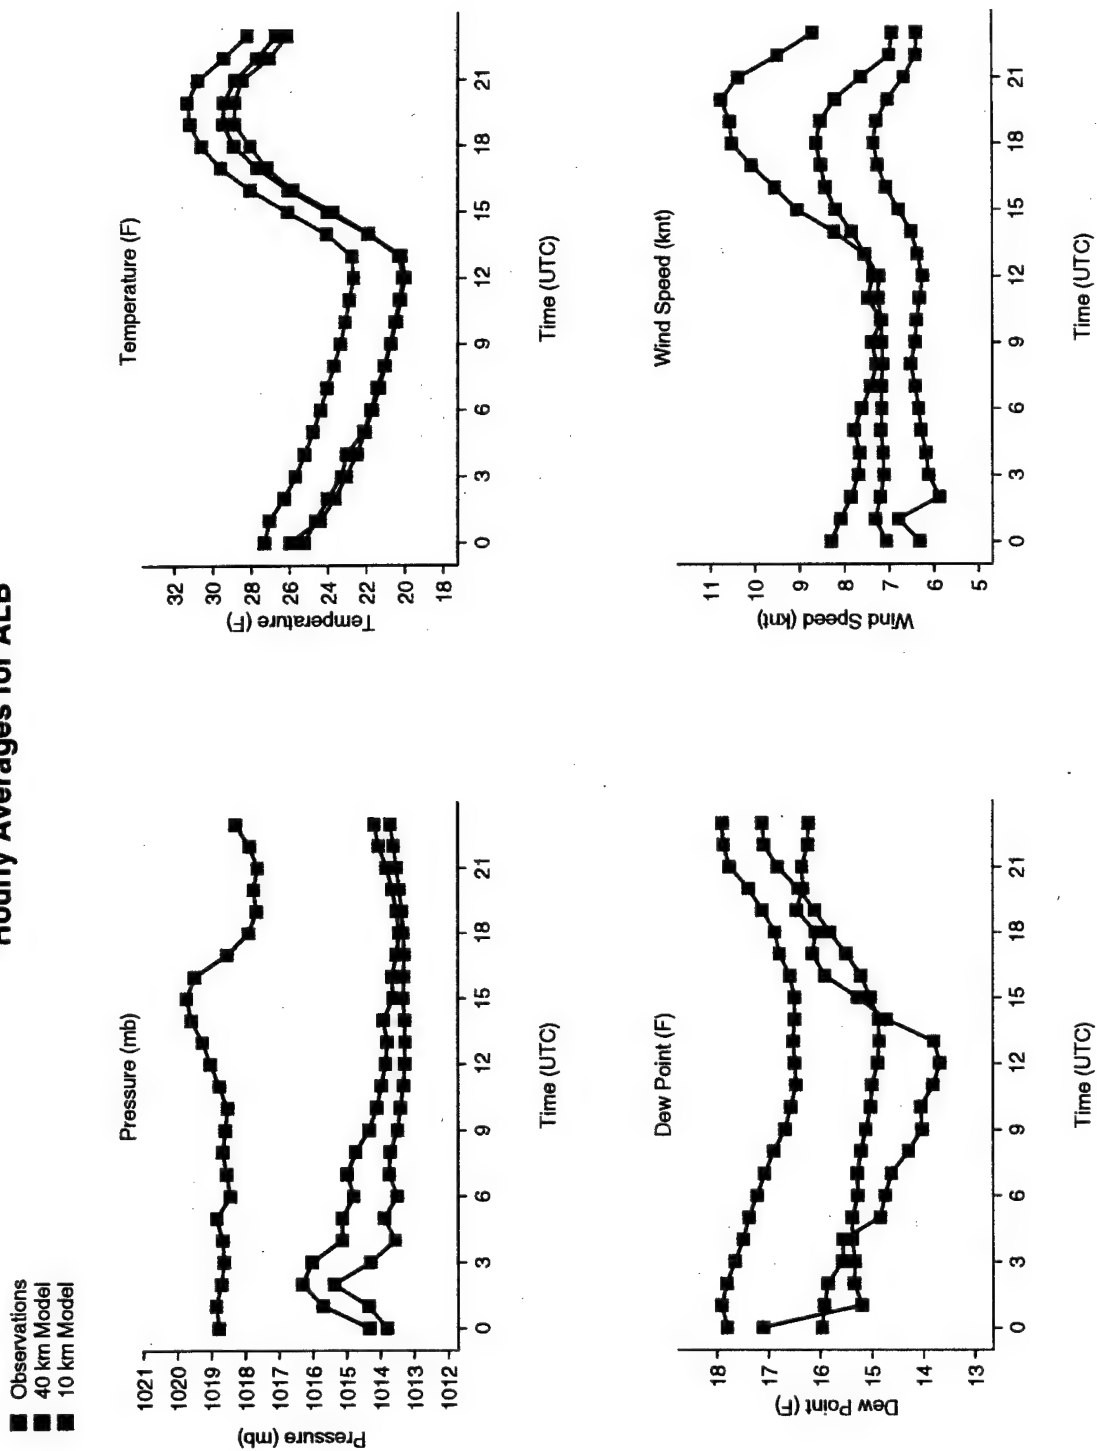 Hourly Averages for ALB
Observations
40 km Model
10 km Model
Pressure (mb)
Pressure (mb)
1021
1020
1019
1018
1017
1016
1015
1014
1013
1012
0 3 6 9 12 15 18 21
Time (UTC)
Temperature (F)
Temperature (F)
32
30
28
26
24
22
20
18
0 3 6 9 12 15 18 21
Time (UTC)
Dew Point (F)
Dew Point (F)
18
17
16
15
14
13
0 3 6 9 12 15 18 21
Time (UTC)
Wind Speed (knt)
Wind Speed (knt)
11
10
9
8
7
6
5
0 3 6 9 12 15 18 21
Time (UTC)